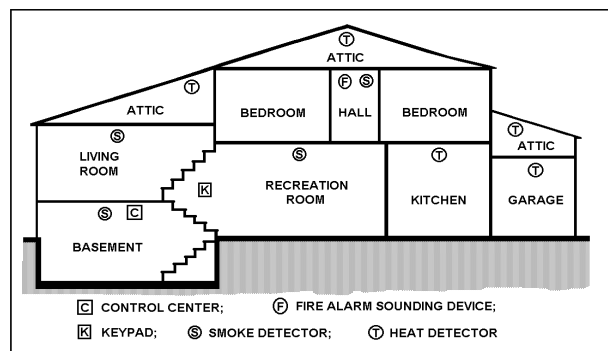 T
ATTIC
T
ATTIC
F S
BEDROOM HALL BEDROOM
T
ATTIC
S
LIVING
ROOM
S
K
RECREATION
ROOM
T
KITCHEN
T
GARAGE
S C
BASEMENT
C CONTROL CENTER; F FIRE ALARM SOUNDING DEVICE;
K KEYPAD; S SMOKE DETECTOR; T HEAT DETECTOR